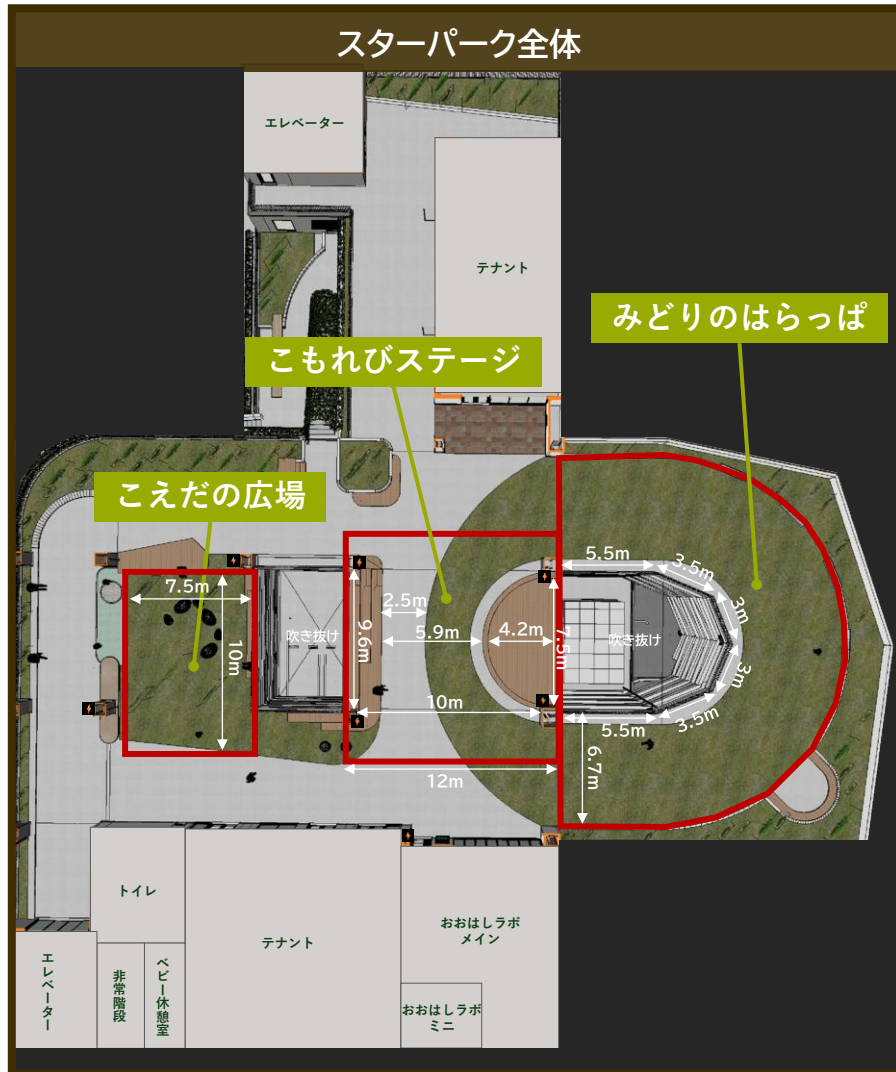 スターパーク全体
エレベーター
テナント
みどりのはらっぱ
こもれびステージ
こえだの広場
5.5m
3.5m
7.5m
2.5m
3m
吹き抜け
9.6m
5.9m
4.2m
7.5m
吹き抜け
10m
3m
10m
5.5m
3.5m
12m
6.7m
トイレ
テナント
おおはしラボ
メイン
エレベーター
非常階段
ベビー休憩室
おおはしラボ
ミニ